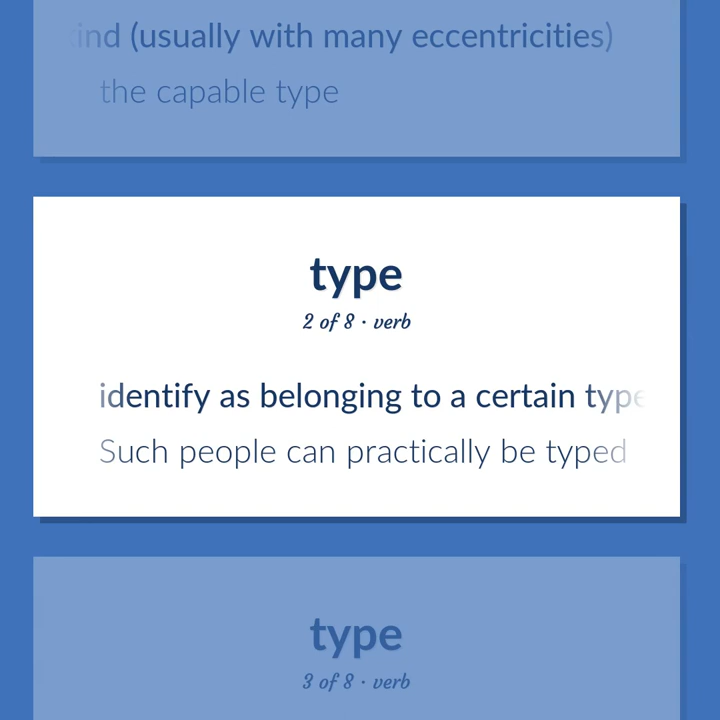 (usually with many eccentricities)
the capable type
type
2 of 8 · verb
identify as belonging to a certain type
Such people can practically be typed
type
3 of 8 · verb